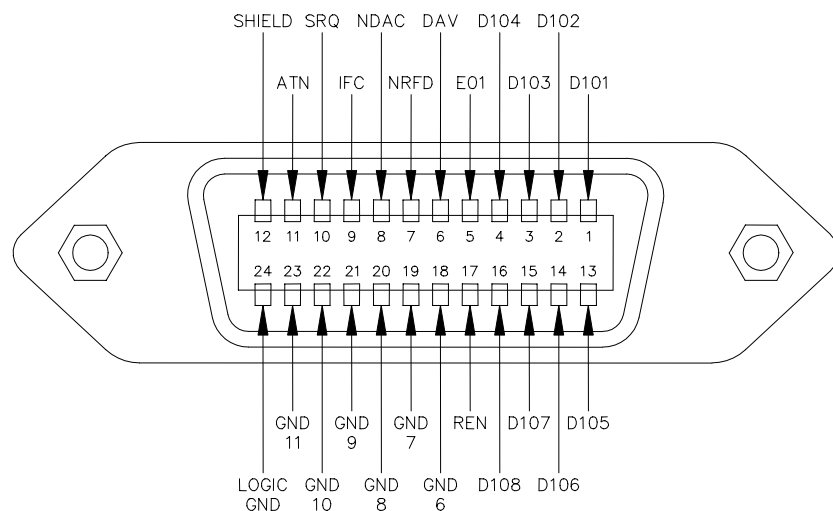 SHIELD SRQ NDAC DAV D104 D102
ATN IFC NRFD E01 D103 D101
12 11 10 9 8 7 6 5 4 3 2 1
24 23 22 21 20 19 18 17 16 15 14 13
GND 11 GND 9 GND 7 REN D107 D105
LOGIC GND GND 10 GND 8 GND 6 D108 D106